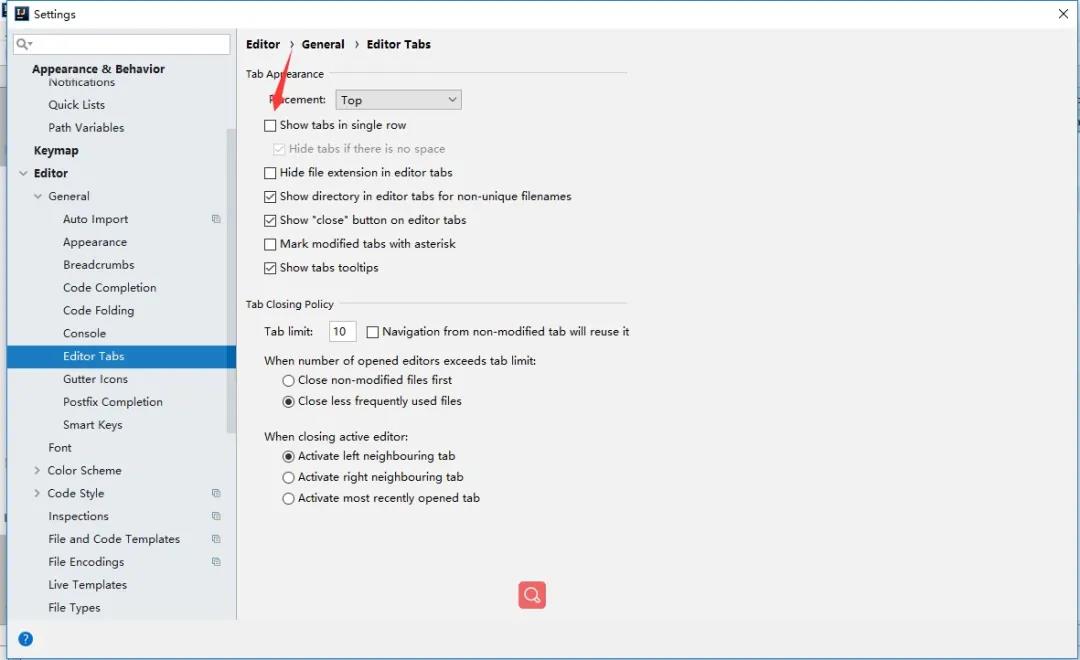 Settings
Appearance & Behavior
Notifications
Quick Lists
Path Variables
Keymap
Editor
General
Auto Import
Appearance
Breadcrumbs
Code Completion
Code Folding
Console
Editor Tabs
Gutter Icons
Postfix Completion
Smart Keys
Font
Color Scheme
Code Style
Inspections
File and Code Templates
File Encodings
Live Templates
File Types
Editor › General › Editor Tabs
Tab Appearance
Placement: Top
Show tabs in single row
Hide tabs if there is no space
Hide file extension in editor tabs
Show directory in editor tabs for non-unique filenames
Show "close" button on editor tabs
Mark modified tabs with asterisk
Show tabs tooltips
Tab Closing Policy
Tab limit: 10 Navigation from non-modified tab will reuse it
When number of opened editors exceeds tab limit:
Close non-modified files first
Close less frequently used files
When closing active editor:
Activate left neighbouring tab
Activate right neighbouring tab
Activate most recently opened tab